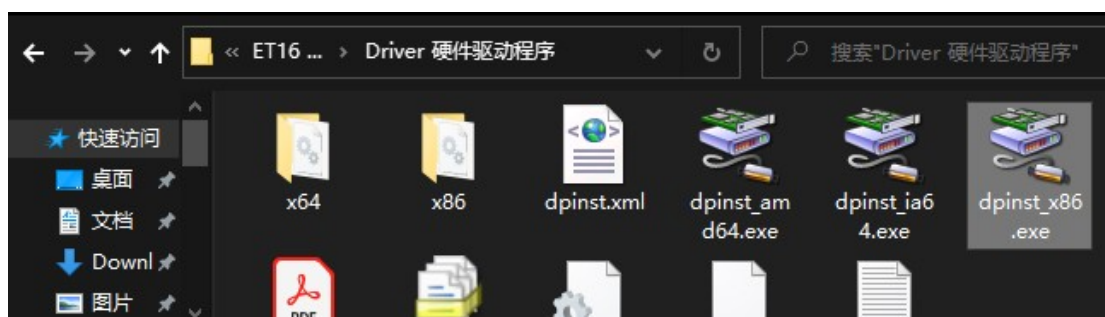 « ET16 ... › Driver 硬件驱动程序
搜索"Driver 硬件驱动程序"
快速访问
桌面
文档
Downl
图片
x64
x86
dpinst.xml
dpinst_am
d64.exe
dpinst_ia6
4.exe
dpinst_x86
.exe
PDF